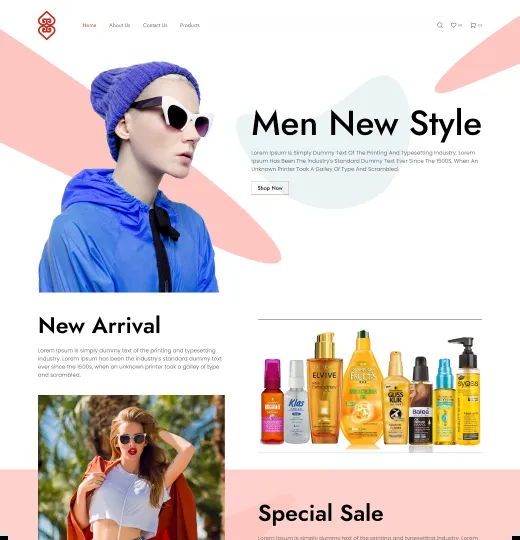 Home About Us Contact Us Products
Men New Style
Lorem Ipsum Is Simply Dummy Text Of The Printing And Typesetting Industry. Lorem
Ipsum Has Been The Industry's Standard Dummy Text Ever Since The 1500S, When An
Unknown Printer Took A Galley Of Type And Scrambled.
Shop Now
New Arrival
Lorem Ipsum is simply dummy text of the printing and typesetting
industry. Lorem Ipsum has been the industry's standard dummy text
ever since the 1500s, when an unknown printer took a galley of type
and scrambled.
ELVIVE
FRUCTIS
GLISS
KUR
Klas
Balea
syoss
Special Sale
Lorem Ipsum is simply dummy text of the printing and typesetting industry. Lorem